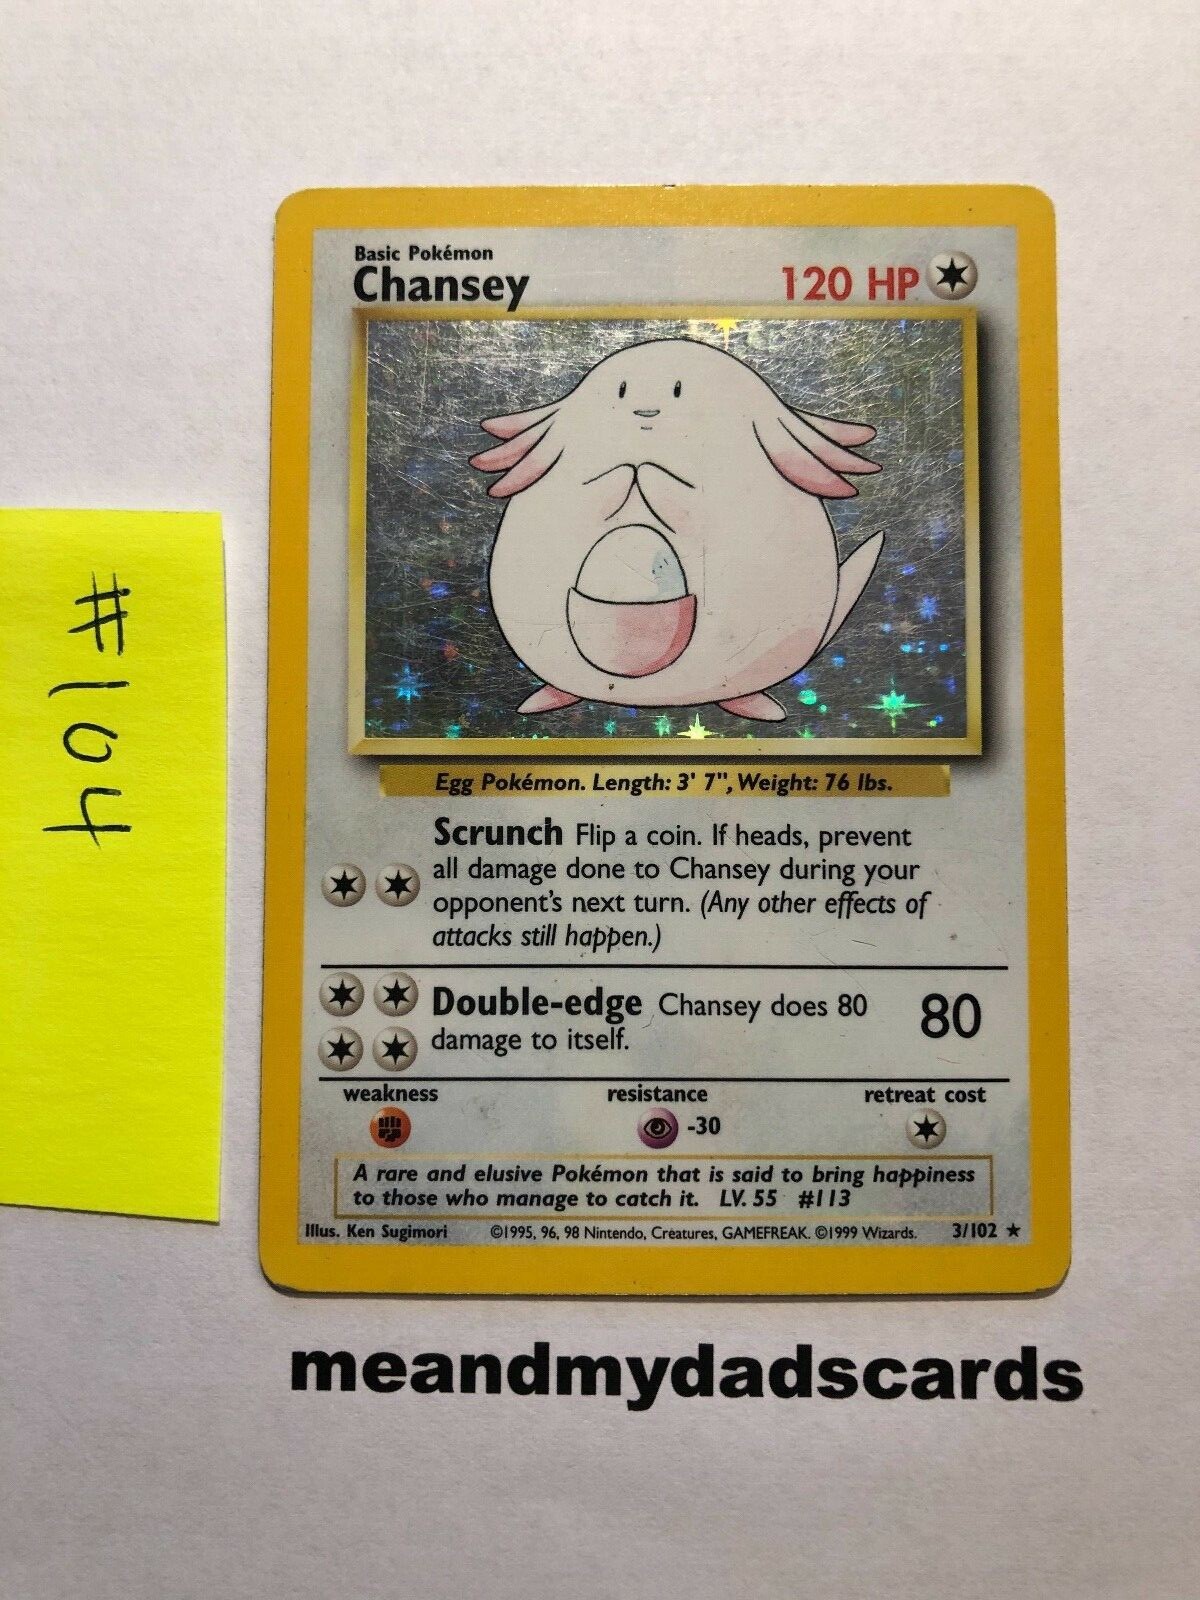 #104
Basic Pokémon
Chansey
120 HP
Egg Pokémon. Length: 3' 7", Weight: 76 lbs.
Scrunch Flip a coin. If heads, prevent
all damage done to Chansey during your
opponent's next turn. (Any other effects of
attacks still happen.)
Double-edge Chansey does 80
damage to itself.
80
weakness resistance retreat cost
-30
A rare and elusive Pokémon that is said to bring happiness
to those who manage to catch it. LV. 55 #113
Illus. Ken Sugimori ©1995, 96, 98 Nintendo, Creatures, GAMEFREAK. ©1999 Wizards. 3/102 ★
meandmydadscards